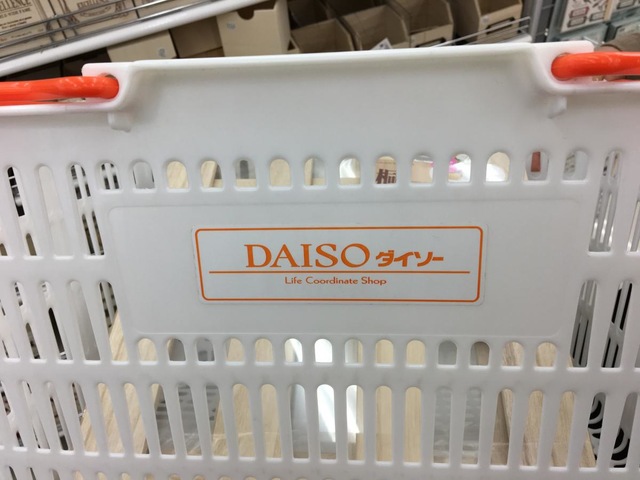 DAISO ダイソー
Life Coordinate Shop